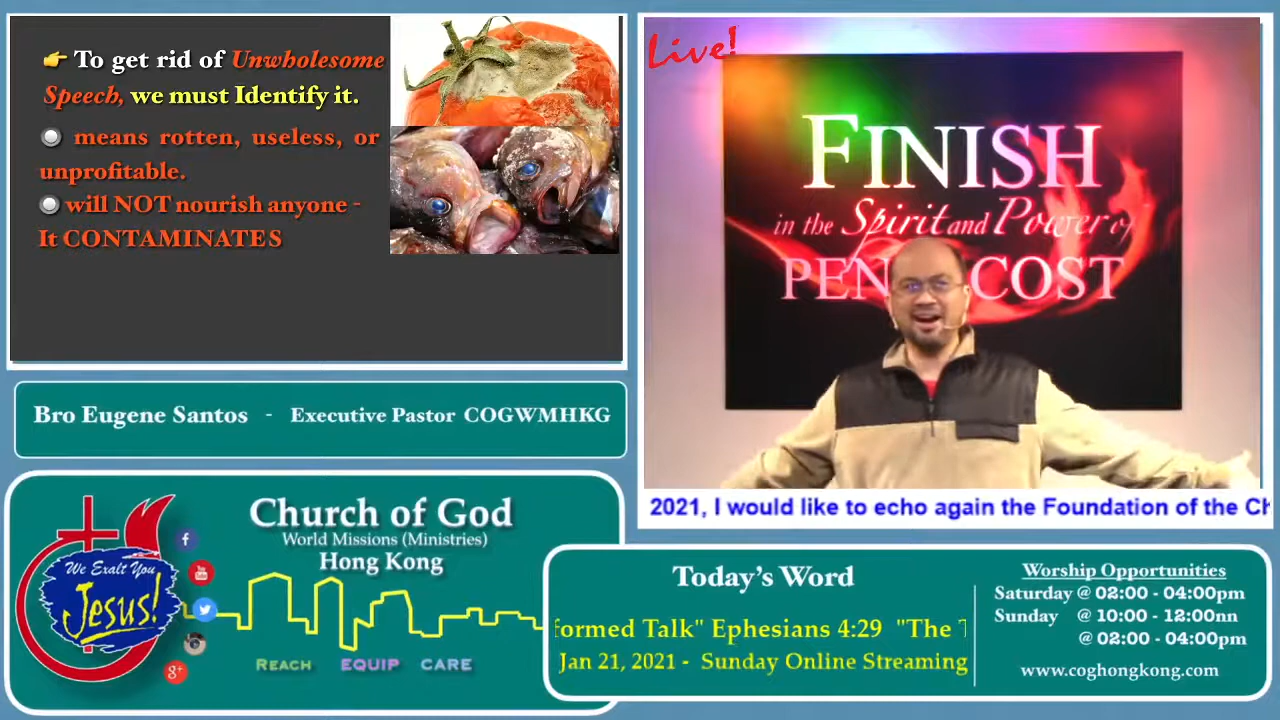 👉 To get rid of Unwholesome
Speech, we must Identify it.
means rotten, useless, or
unprofitable.
will NOT nourish anyone -
It CONTAMINATES
Live!
FINISH
in the Spirit and Power of
PEN COST
2021, I would like to echo again the Foundation of the Ch
Bro Eugene Santos - Executive Pastor COGWMHKG
We Exalt You
Jesus!
Church of God
World Missions (Ministries)
Hong Kong
REACH EQUIP CARE
Today's Word
formed Talk" Ephesians 4:29 "The T
Jan 21, 2021 - Sunday Online Streaming
Worship Opportunities
Saturday @ 02:00 - 04:00pm
Sunday @ 10:00 - 12:00nn
@ 02:00 - 04:00pm
www.coghongkong.com